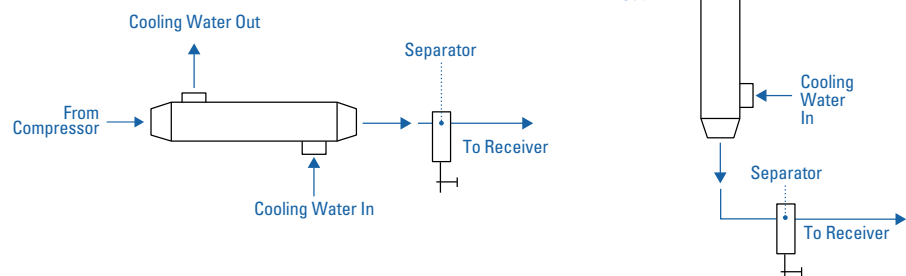 Cooling Water Out
Separator
From
Compressor
To Receiver
Cooling Water In
Cooling
Water
In
Separator
To Receiver